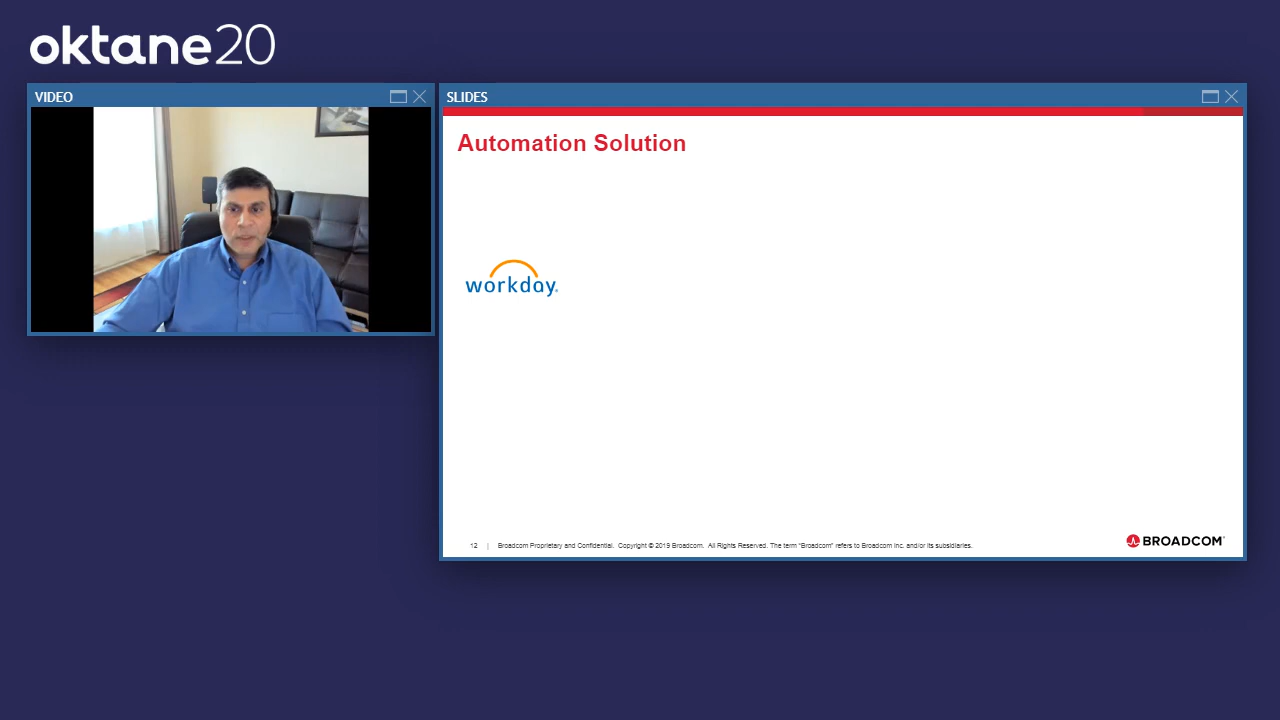 oktane20
VIDEO
SLIDES
Automation Solution
workday.
12 | Broadcom Proprietary and Confidential. Copyright © 2019 Broadcom. All Rights Reserved. The term “Broadcom” refers to Broadcom Inc. and/or its subsidiaries.
BROADCOM